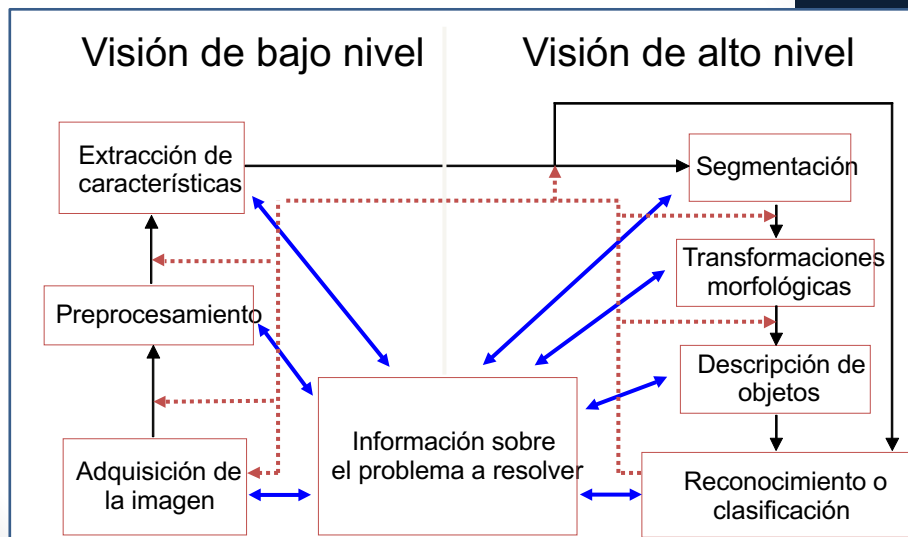 Visión de bajo nivel
Visión de alto nivel
Extracción de
características
Segmentación
Transformaciones
morfológicas
Preprocesamiento
Descripción de
objetos
Información sobre
el problema a resolver
Adquisición de
la imagen
Reconocimiento o
clasificación